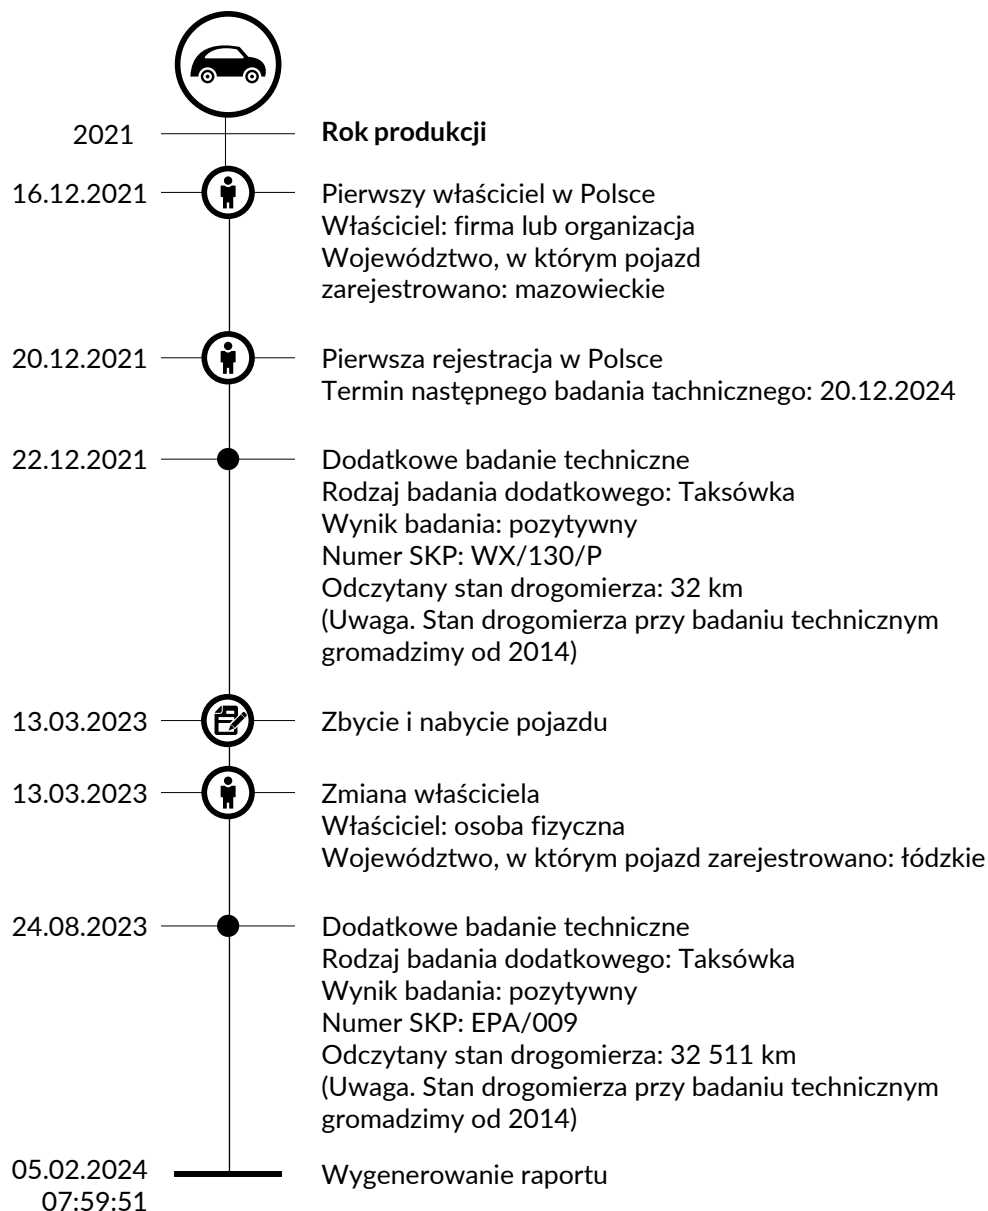 2021
Rok produkcji
16.12.2021
Pierwszy właściciel w Polsce
Właściciel: firma lub organizacja
Województwo, w którym pojazd
zarejestrowano: mazowieckie
20.12.2021
Pierwsza rejestracja w Polsce
Termin następnego badania tachnicznego: 20.12.2024
22.12.2021
Dodatkowe badanie techniczne
Rodzaj badania dodatkowego: Taksówka
Wynik badania: pozytywny
Numer SKP: WX/130/P
Odczytany stan drogomierza: 32 km
(Uwaga. Stan drogomierza przy badaniu technicznym
gromadzimy od 2014)
13.03.2023
Zbycie i nabycie pojazdu
13.03.2023
Zmiana właściciela
Właściciel: osoba fizyczna
Województwo, w którym pojazd zarejestrowano: łódzkie
24.08.2023
Dodatkowe badanie techniczne
Rodzaj badania dodatkowego: Taksówka
Wynik badania: pozytywny
Numer SKP: EPA/009
Odczytany stan drogomierza: 32 511 km
(Uwaga. Stan drogomierza przy badaniu technicznym
gromadzimy od 2014)
05.02.2024
07:59:51
Wygenerowanie raportu